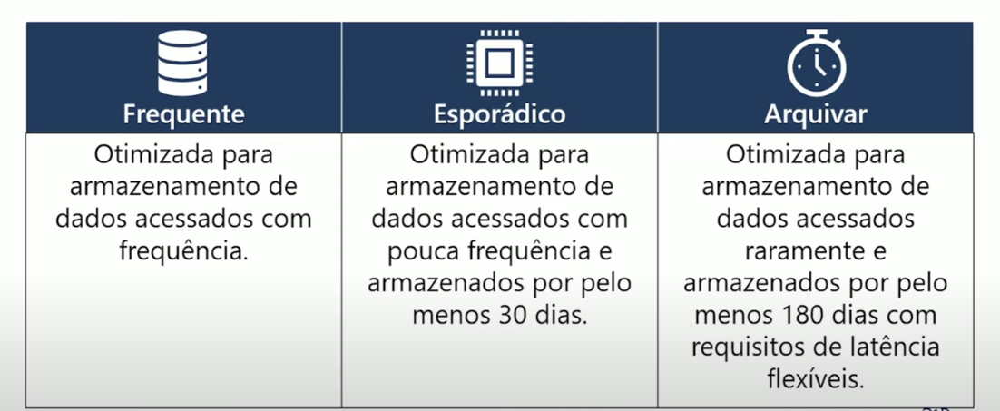 Frequente
Esporádico
Arquivar
Otimizada para
armazenamento de
dados acessados com
frequência.
Otimizada para
armazenamento de
dados acessados com
pouca frequência e
armazenados por pelo
menos 30 dias.
Otimizada para
armazenamento de
dados acessados
raramente e
armazenados por pelo
menos 180 dias com
requisitos de latência
flexíveis.